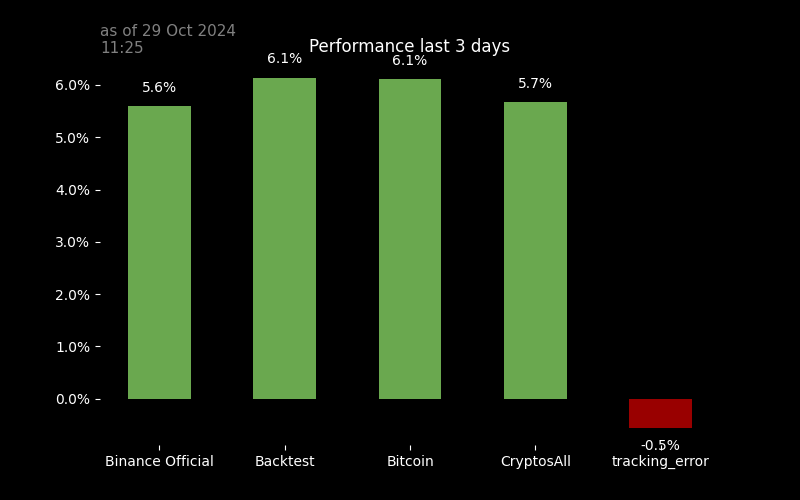 as of 29 Oct 2024
11:25
Performance last 3 days
5.6%
6.1%
6.1%
5.7%
-0.5%
6.0%
5.0%
4.0%
3.0%
2.0%
1.0%
0.0%
Binance Official
Backtest
Bitcoin
CryptosAll
tracking_error